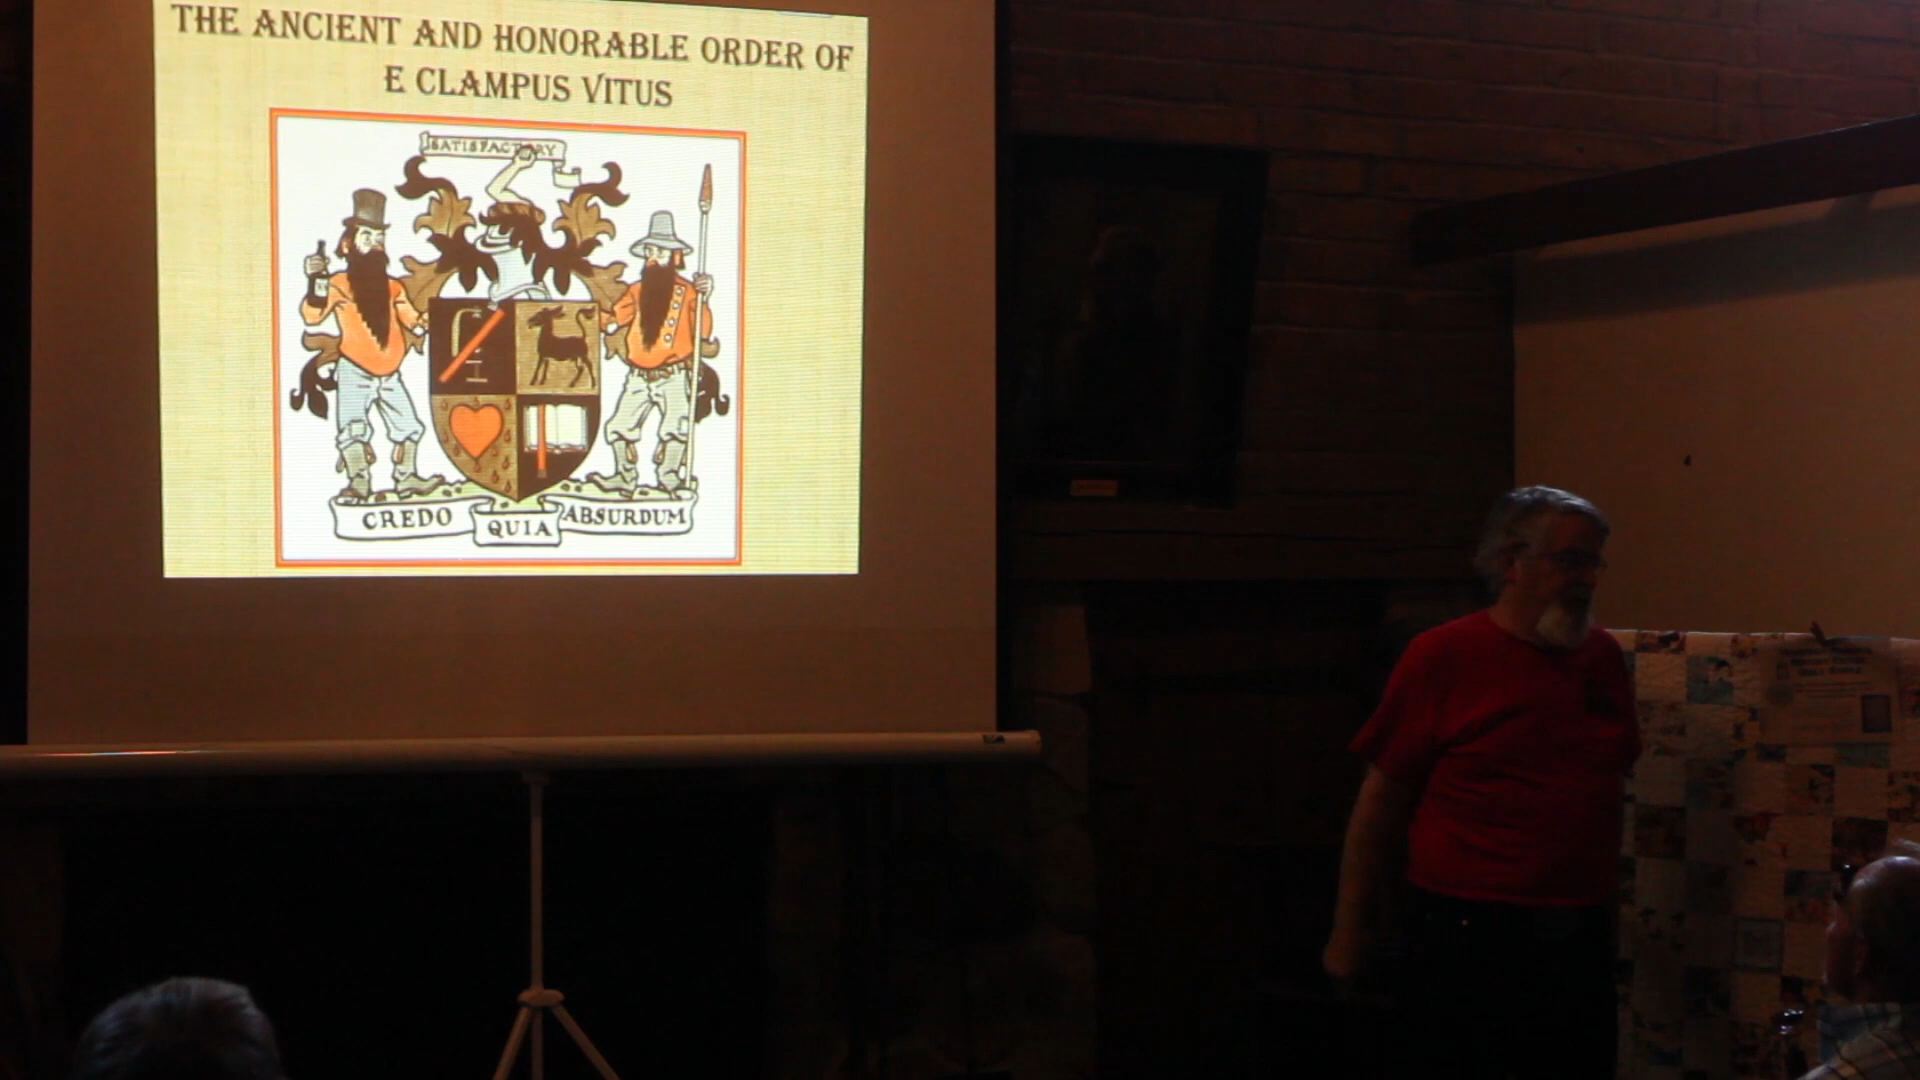 THE ANCIENT AND HONORABLE ORDER OF
E CLAMPUS VITUS
SATISFACTORY
CREDO QUIA ABSURDUM